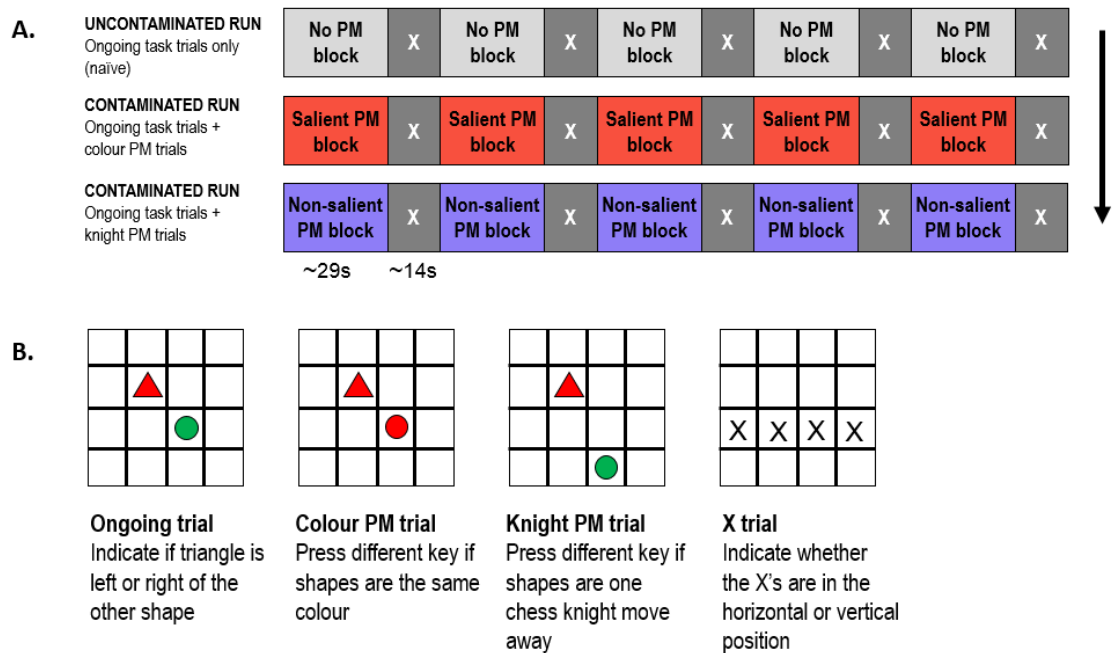 A.
UNCONTAMINATED RUN
Ongoing task trials only
(naïve)
No PM
block
X
No PM
block
X
No PM
block
X
No PM
block
X
No PM
block
X
CONTAMINATED RUN
Ongoing task trials +
colour PM trials
Salient PM
block
X
Salient PM
block
X
Salient PM
block
X
Salient PM
block
X
Salient PM
block
X
CONTAMINATED RUN
Ongoing task trials +
knight PM trials
Non-salient
PM block
X
Non-salient
PM block
X
Non-salient
PM block
X
Non-salient
PM block
X
Non-salient
PM block
X
~29s
~14s
B.
X X X X
Ongoing trial
Indicate if triangle is
left or right of the
other shape
Colour PM trial
Press different key if
shapes are the same
colour
Knight PM trial
Press different key if
shapes are one
chess knight move
away
X trial
Indicate whether
the X's are in the
horizontal or vertical
position